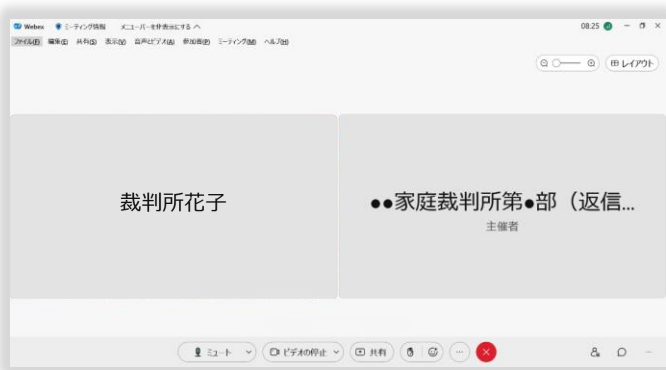 Webex ミーティング情報 メニューバーを非表示にする へ 08:25
ファイル(F) 編集(E) 共有(S) 表示(V) 音声とビデオ(A) 参加者(P) ミーティング(M) ヘルプ(H)
レイアウト
裁判所花子
●●家庭裁判所第●部（返信...
主催者
ミュート ビデオの停止 共有